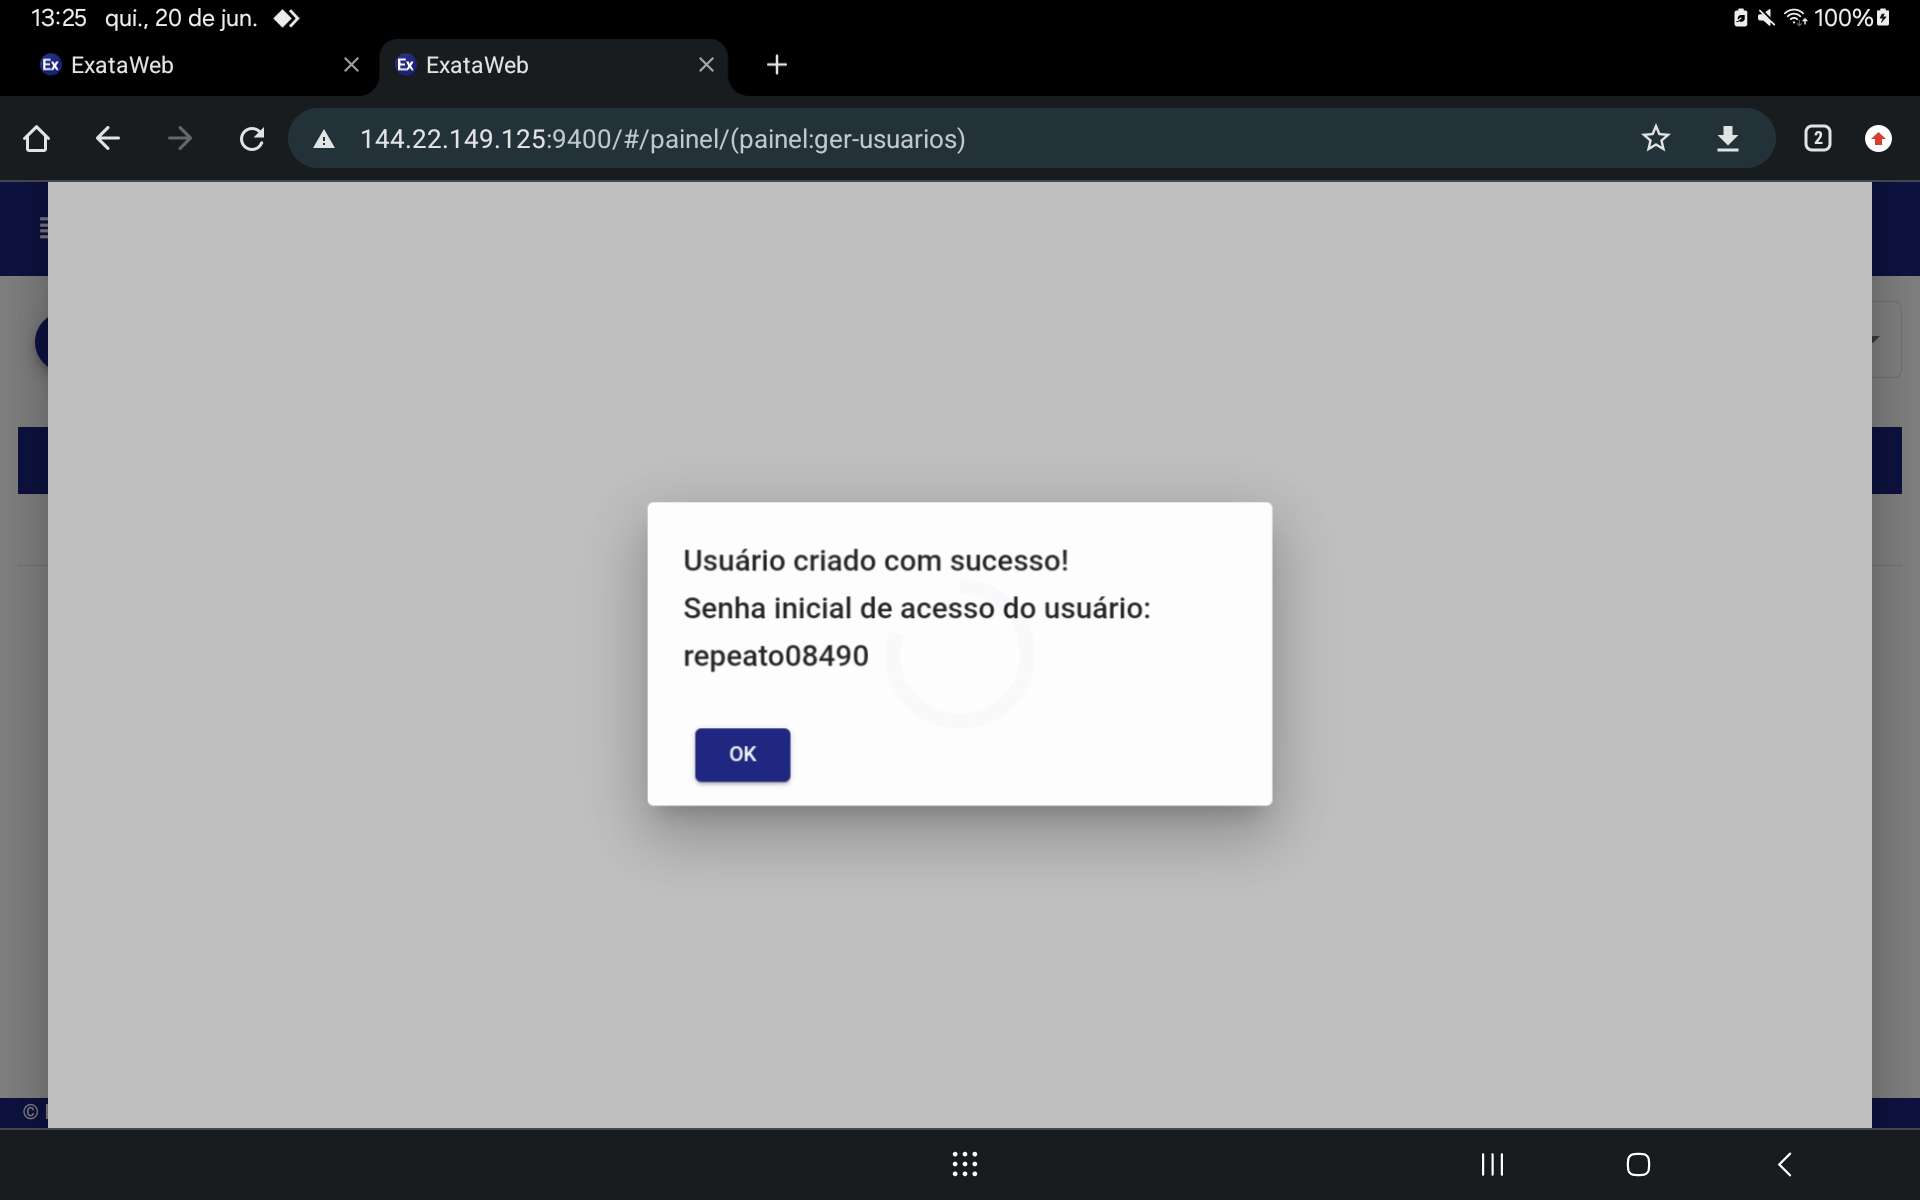 13:25 qui., 20 de jun. 100%
Ex ExataWeb Ex ExataWeb
144.22.149.125:9400/#/painel/(painel:ger-usuarios) 2
Usuário criado com sucesso!
Senha inicial de acesso do usuário:
repeato08490
OK
©